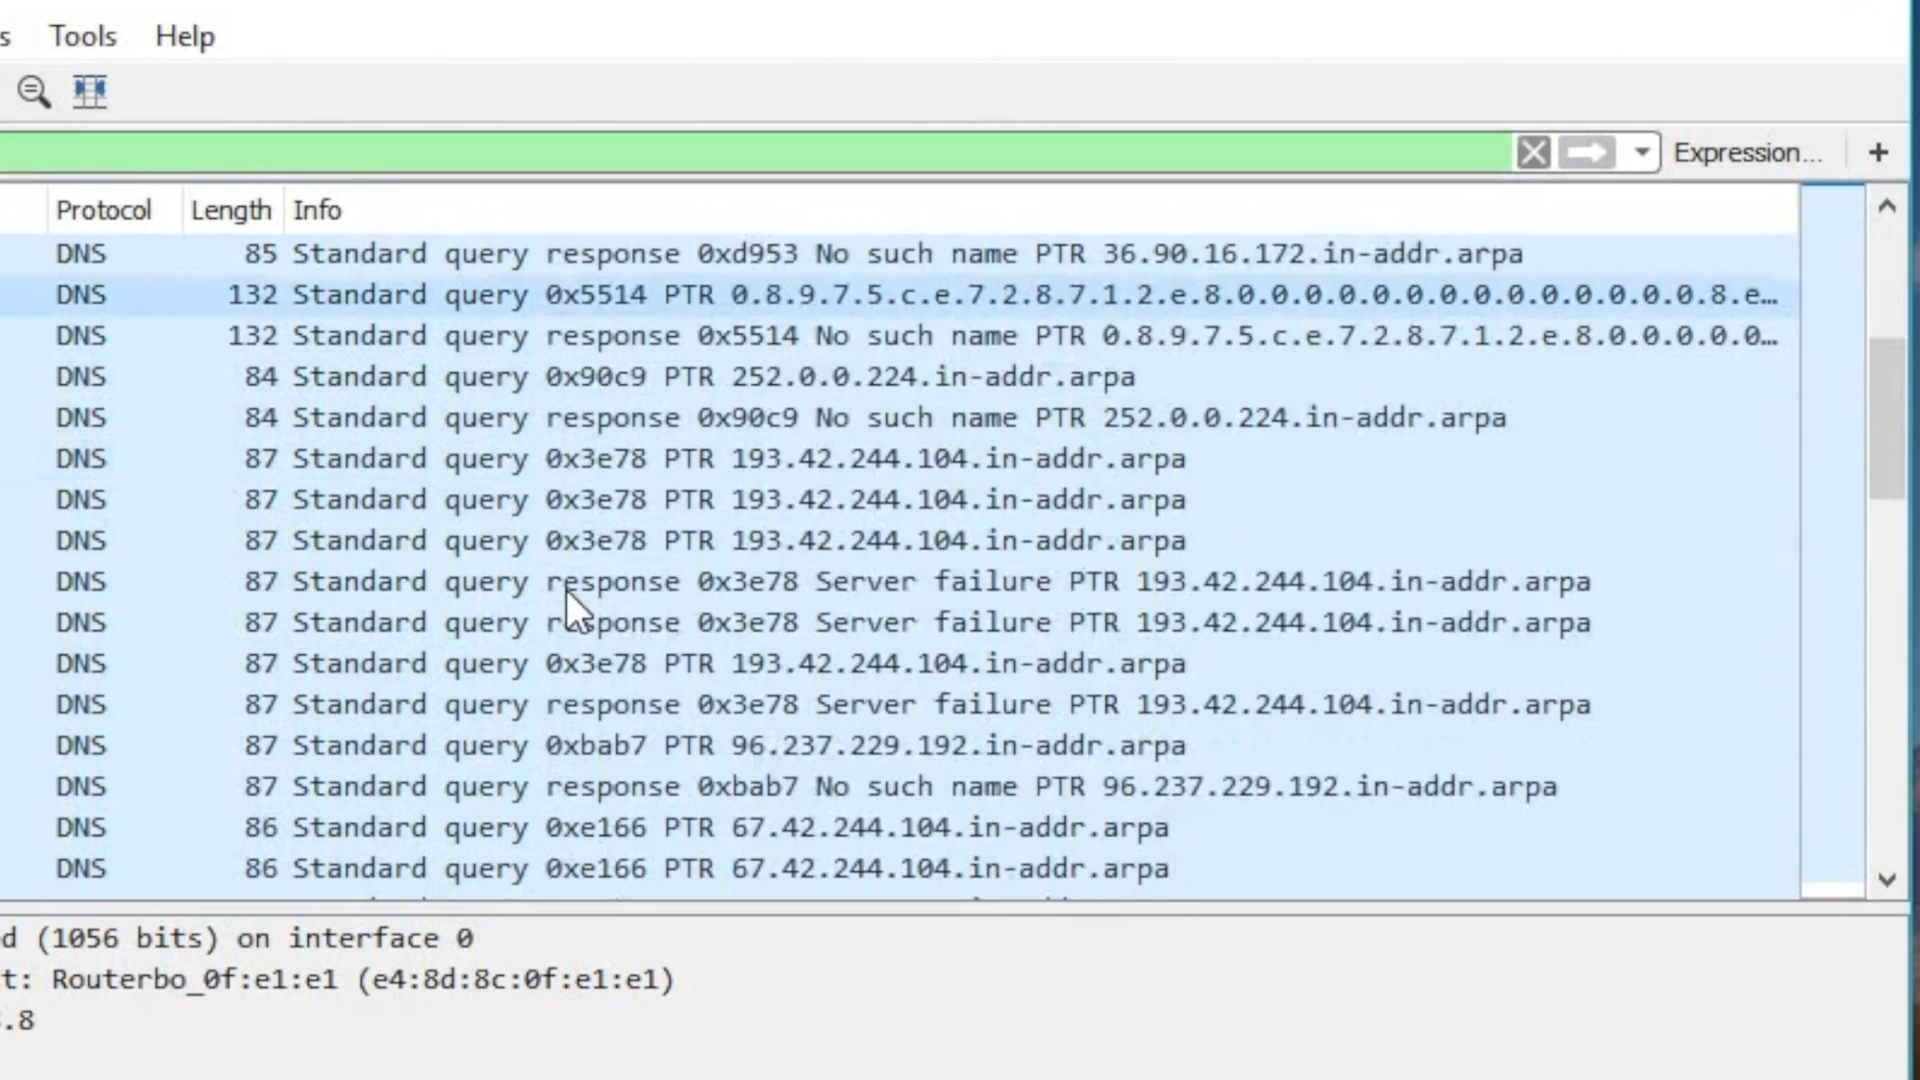 s Tools Help
Expression... +
Protocol Length Info
DNS 85 Standard query response 0xd953 No such name PTR 36.90.16.172.in-addr.arpa
DNS 132 Standard query 0x5514 PTR 0.8.9.7.5.c.e.7.2.8.7.1.2.e.8.0.0.0.0.0.0.0.0.0.0.0.0.0.0.8.e…
DNS 132 Standard query response 0x5514 No such name PTR 0.8.9.7.5.c.e.7.2.8.7.1.2.e.8.0.0.0.0.0…
DNS 84 Standard query 0x90c9 PTR 252.0.0.224.in-addr.arpa
DNS 84 Standard query response 0x90c9 No such name PTR 252.0.0.224.in-addr.arpa
DNS 87 Standard query 0x3e78 PTR 193.42.244.104.in-addr.arpa
DNS 87 Standard query 0x3e78 PTR 193.42.244.104.in-addr.arpa
DNS 87 Standard query 0x3e78 PTR 193.42.244.104.in-addr.arpa
DNS 87 Standard query response 0x3e78 Server failure PTR 193.42.244.104.in-addr.arpa
DNS 87 Standard query response 0x3e78 Server failure PTR 193.42.244.104.in-addr.arpa
DNS 87 Standard query 0x3e78 PTR 193.42.244.104.in-addr.arpa
DNS 87 Standard query response 0x3e78 Server failure PTR 193.42.244.104.in-addr.arpa
DNS 87 Standard query 0xbab7 PTR 96.237.229.192.in-addr.arpa
DNS 87 Standard query response 0xbab7 No such name PTR 96.237.229.192.in-addr.arpa
DNS 86 Standard query 0xe166 PTR 67.42.244.104.in-addr.arpa
DNS 86 Standard query 0xe166 PTR 67.42.244.104.in-addr.arpa
d (1056 bits) on interface 0
t: Routerbo_0f:e1:e1 (e4:8d:8c:0f:e1:e1)
.8